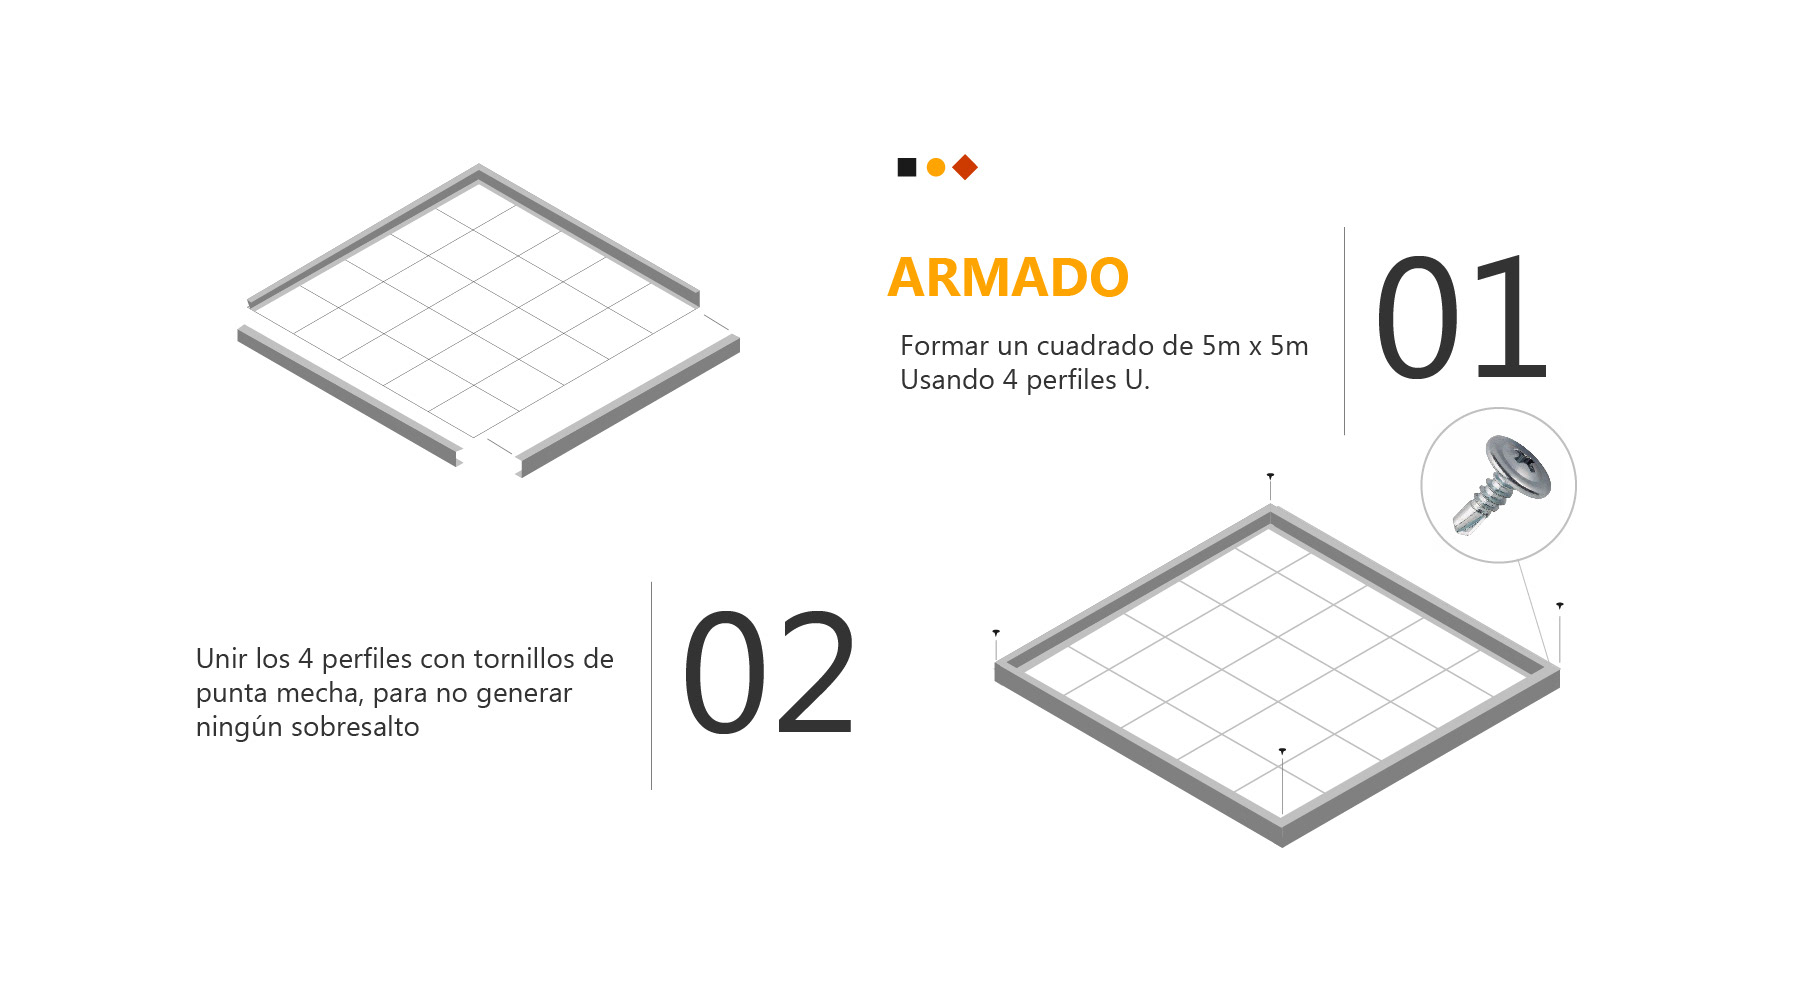 ARMADO
Formar un cuadrado de 5m x 5m
Usando 4 perfiles U.
01
Unir los 4 perfiles con tornillos de
punta mecha, para no generar
ningún sobresalto
02